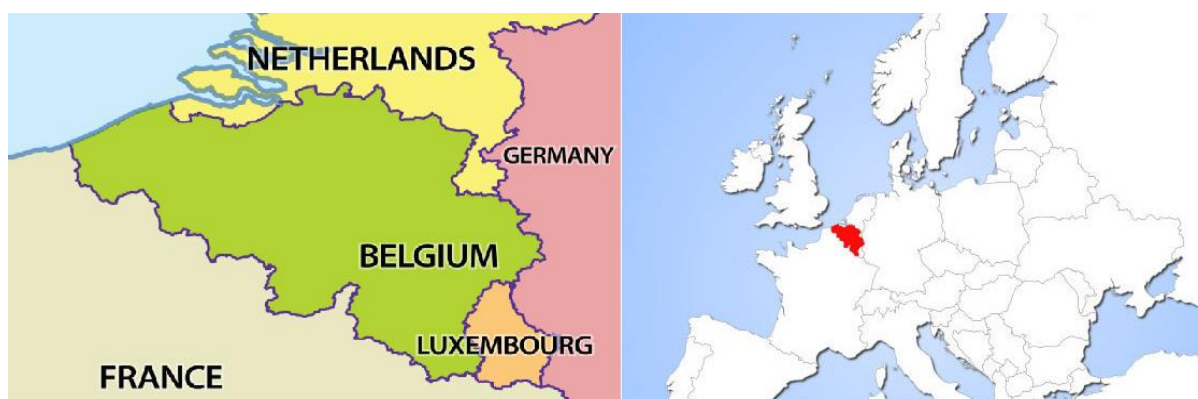 NETHERLANDS
GERMANY
BELGIUM
LUXEMBOURG
FRANCE